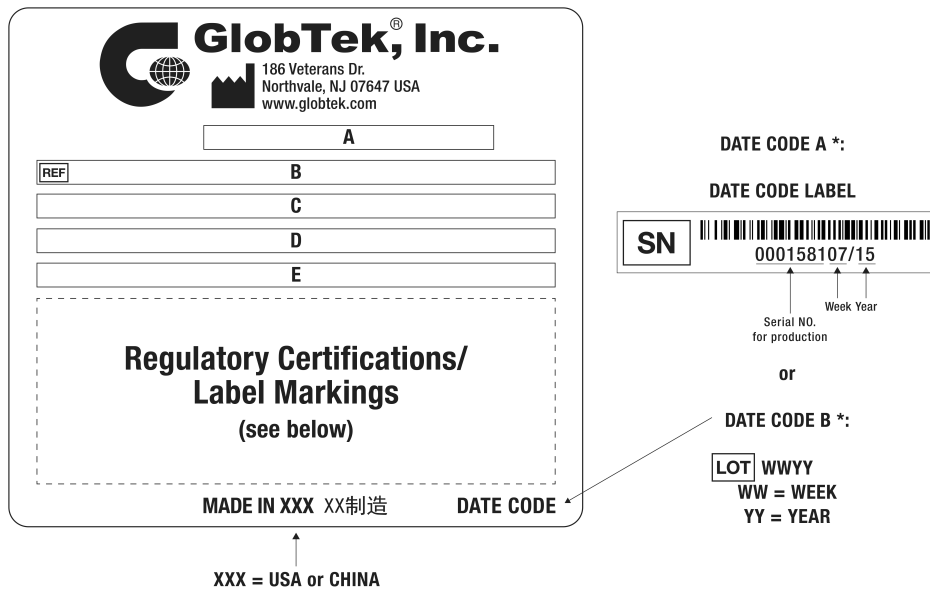 GlobTek, Inc.®
186 Veterans Dr.
Northvale, NJ 07647 USA
www.globtek.com
A
REF B
C
D
E
Regulatory Certifications/
Label Markings
(see below)
MADE IN XXX XX制造 DATE CODE
XXX = USA or CHINA
DATE CODE A *:
DATE CODE LABEL
SN
000158107/15
Week Year
Serial NO.
for production
or
DATE CODE B *:
LOT WWYY
WW = WEEK
YY = YEAR